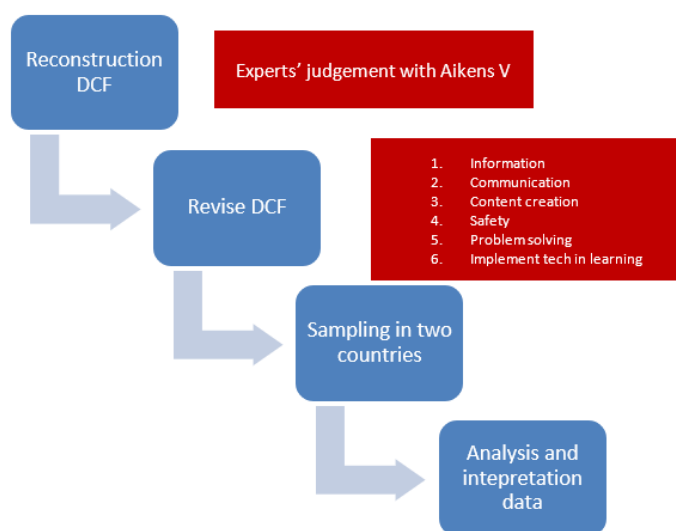 Reconstruction
DCF
Experts’ judgement with Aikens V
Revise DCF
1. Information
2. Communication
3. Content creation
4. Safety
5. Problem solving
6. Implement tech in learning
Sampling in two
countries
Analysis and
intepretation
data